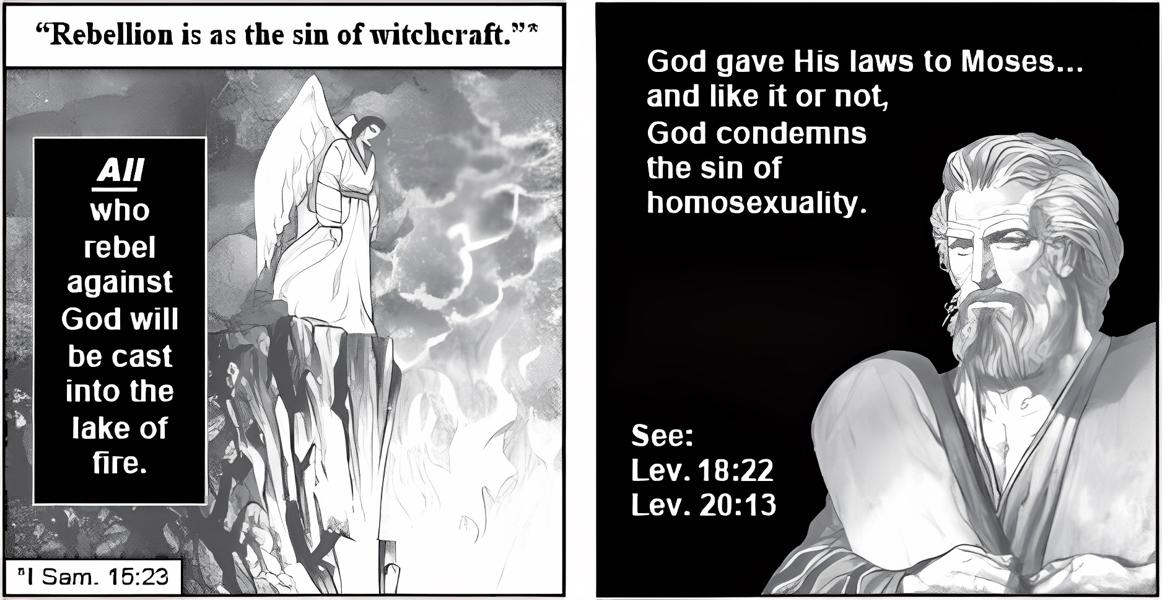 “Rebellion is as the sin of witchcraft.”*
All
who
rebel
against
God will
be cast
into the
lake of
fire.
*I Sam. 15:23
God gave His laws to Moses...
and like it or not,
God condemns
the sin of
homosexuality.
See:
Lev. 18:22
Lev. 20:13